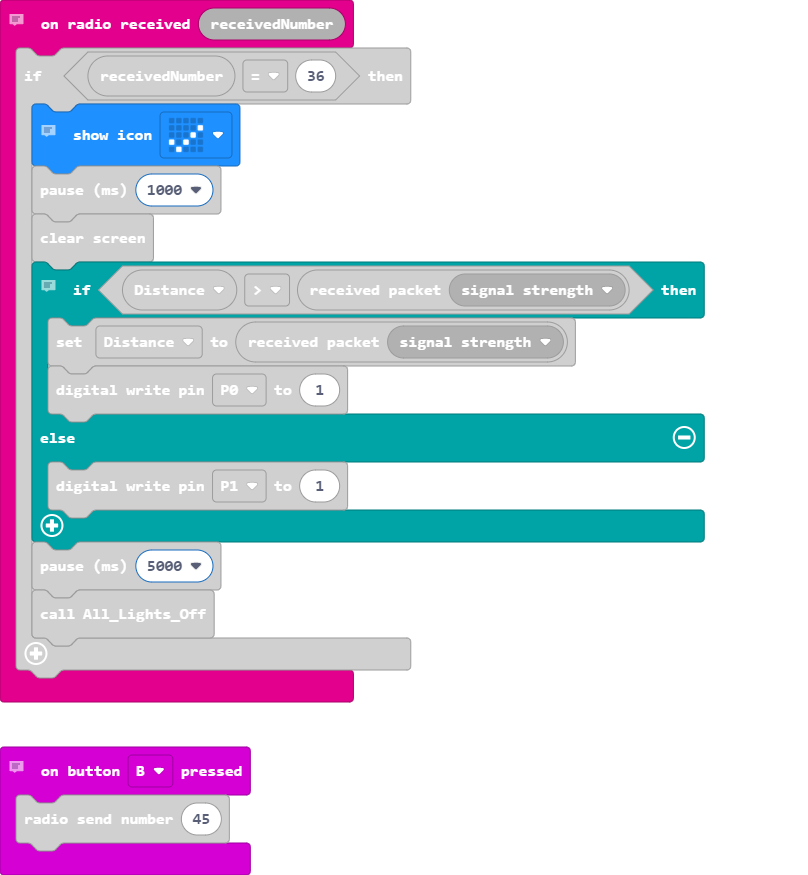 on radio received receivedNumber
if receivedNumber = 36 then
show icon
pause (ms) 1000
clear screen
if Distance > received packet signal strength then
set Distance to received packet signal strength
digital write pin P0 to 1
else
digital write pin P1 to 1
pause (ms) 5000
call All_Lights_Off
on button B pressed
radio send number 45